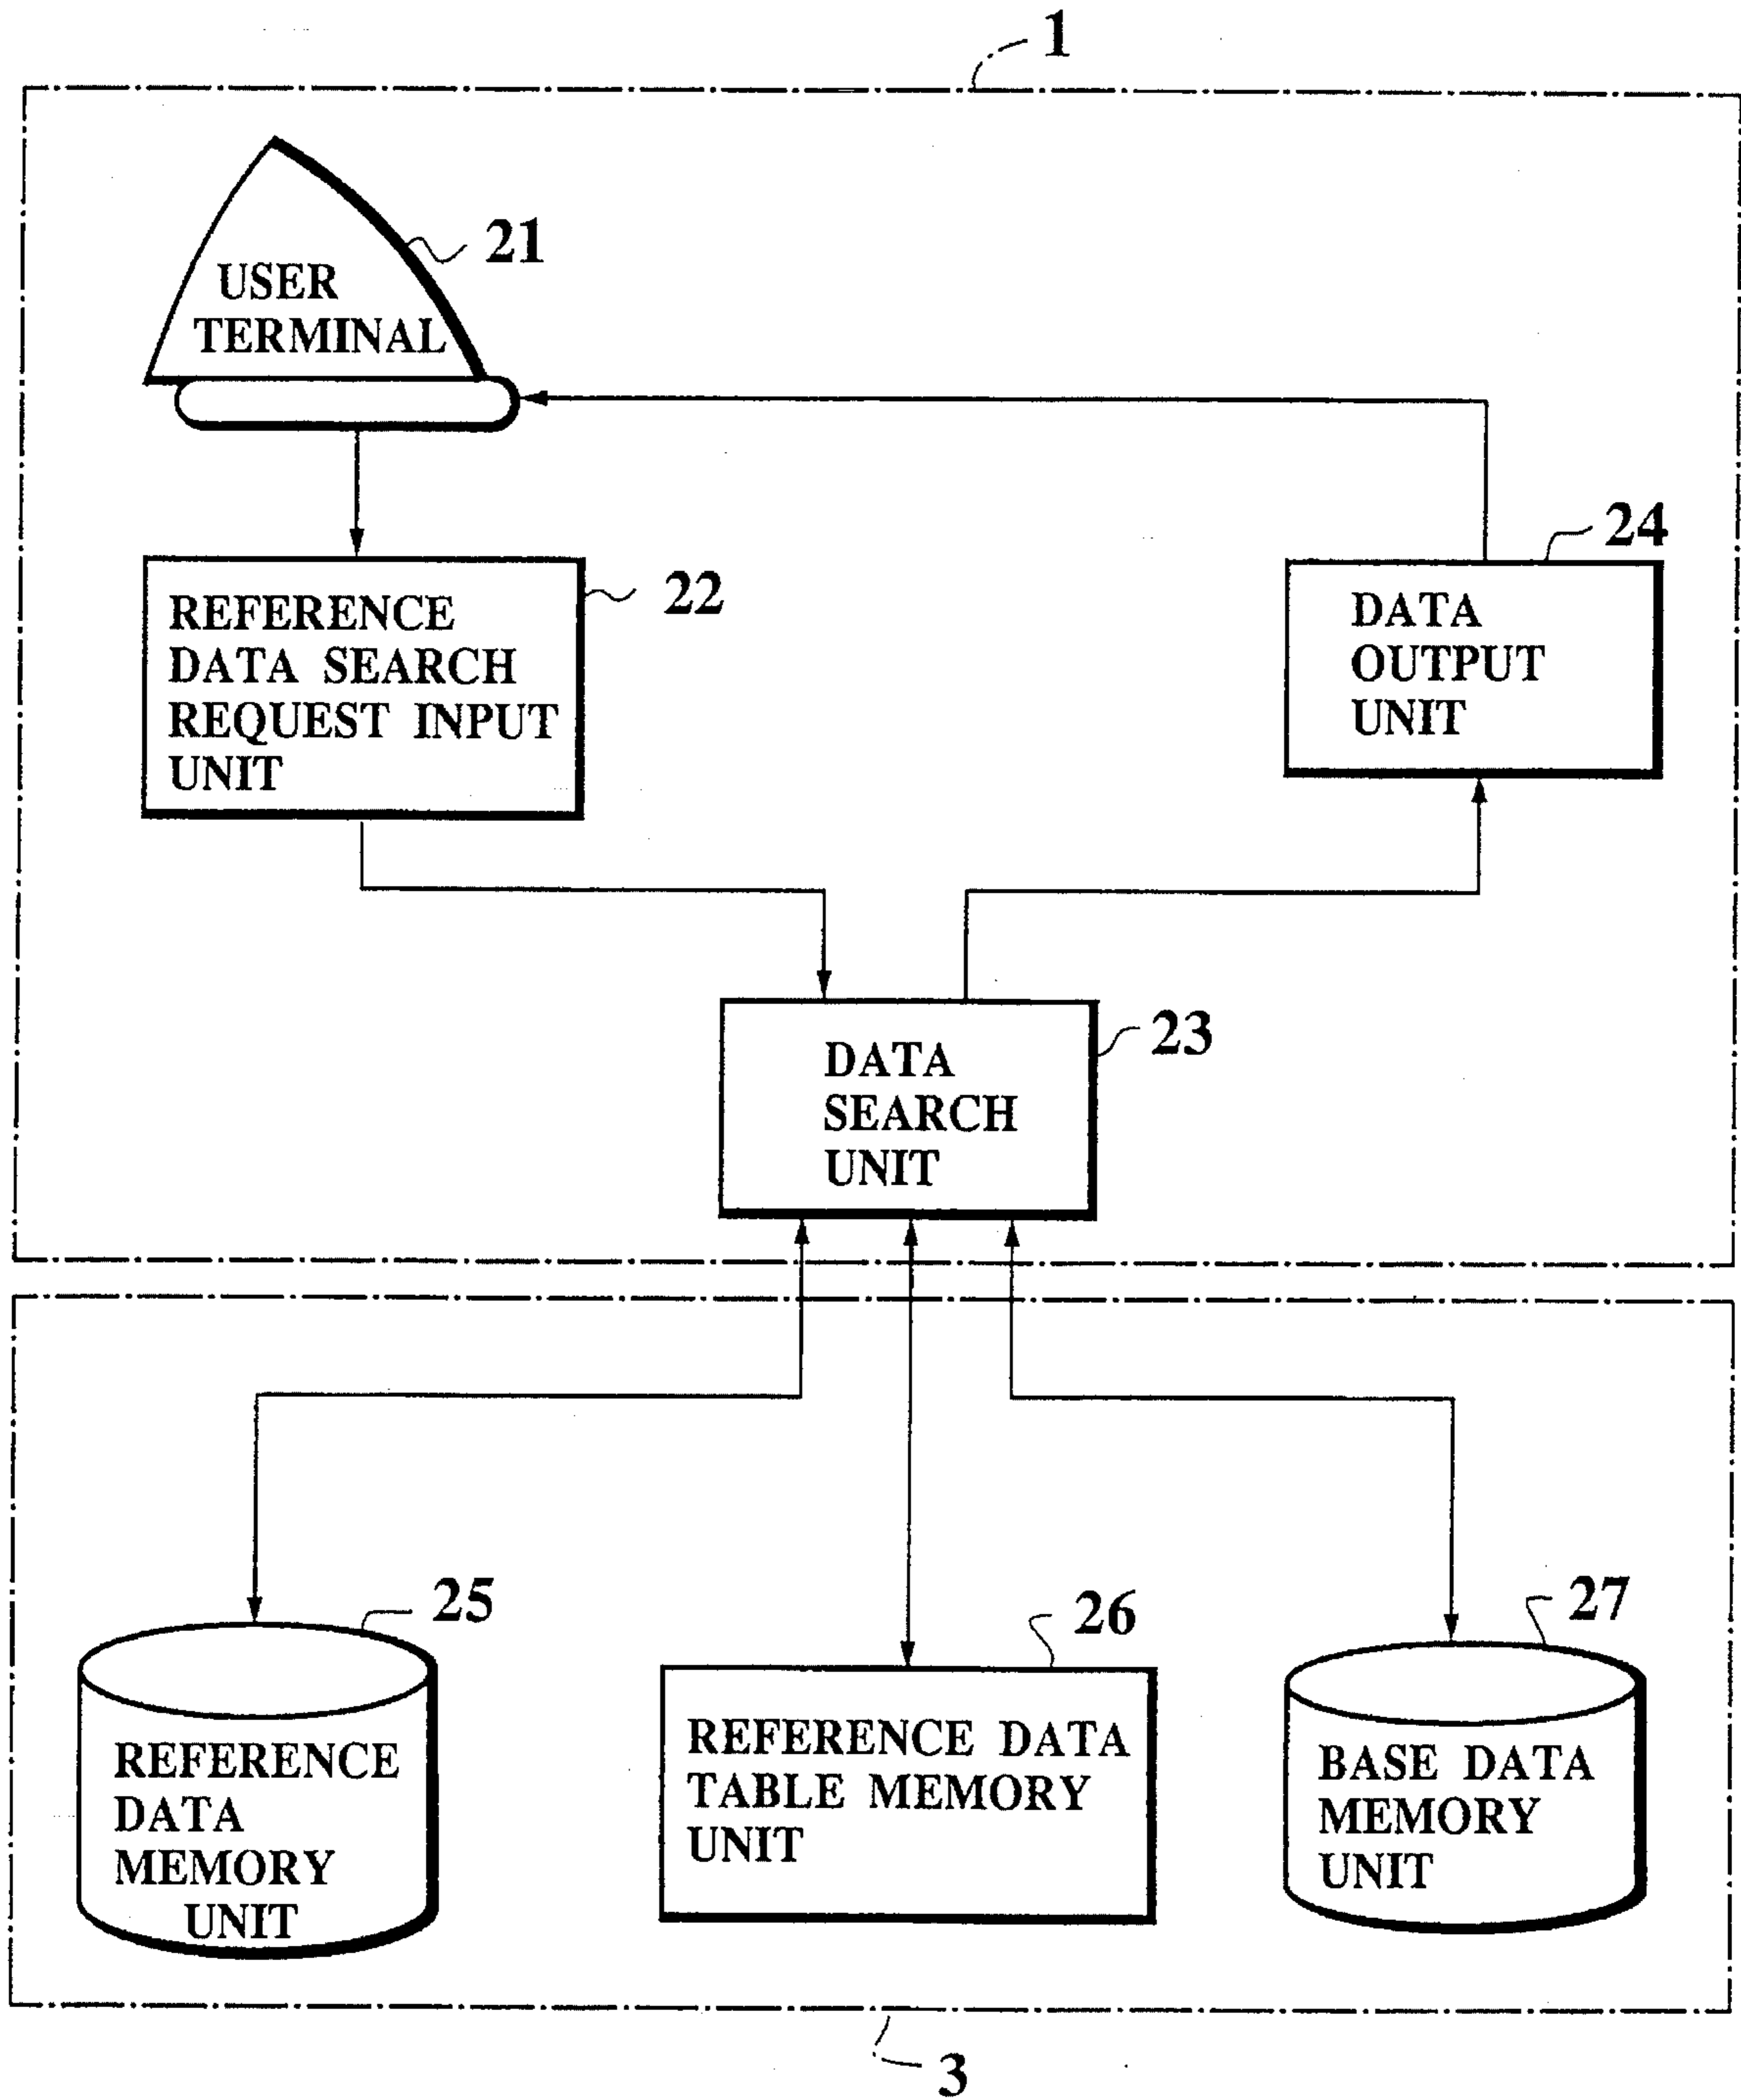 1
21
USER
TERMINAL
22
REFERENCE
DATA SEARCH
REQUEST INPUT
UNIT
24
DATA
OUTPUT
UNIT
23
DATA
SEARCH
UNIT
25
REFERENCE
DATA
MEMORY
UNIT
26
REFERENCE DATA
TABLE MEMORY
UNIT
27
BASE DATA
MEMORY
UNIT
3